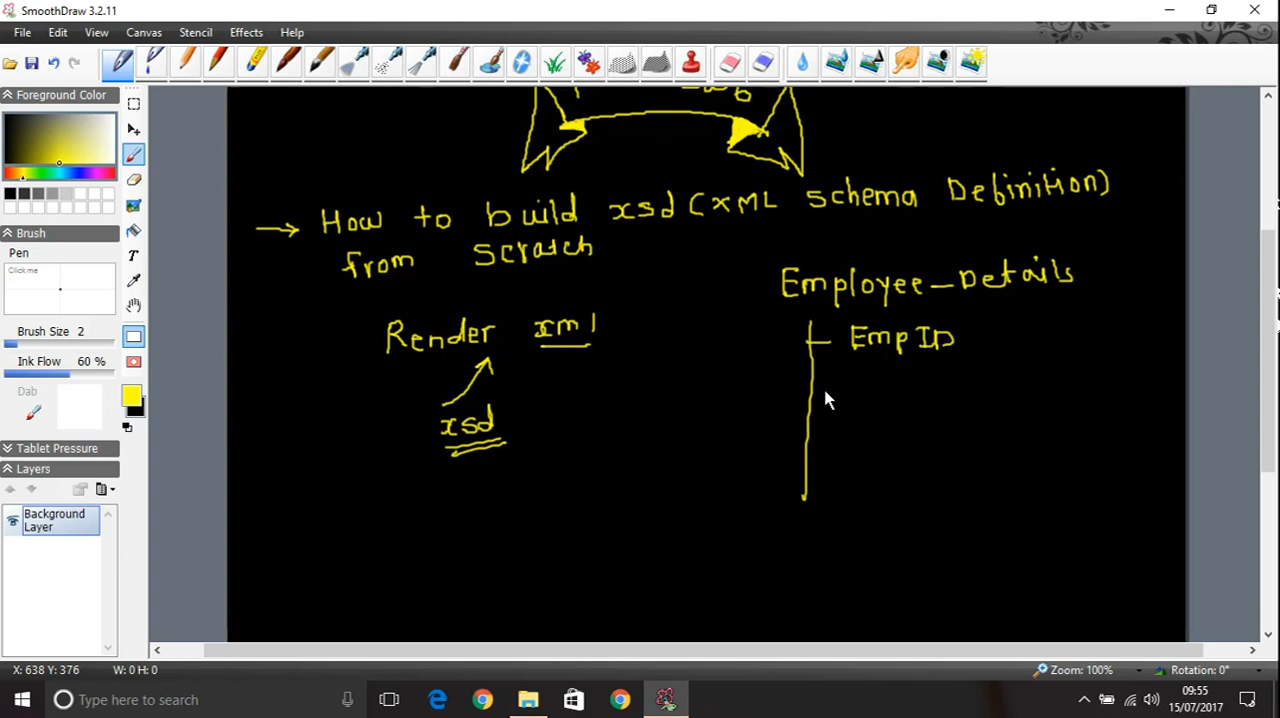 SmoothDraw 3.2.11
File Edit View Canvas Stencil Effects Help
Foreground Color
Brush
Pen
Click me
Brush Size 2
Ink Flow 60 %
Dab
Tablet Pressure
Layers
Background
Layer
→ How to build xsd (XML Schema Definition)
from scratch
Employee_Details
Render xml
EmpID
xsd
X: 638 Y: 376 W: 0 H: 0
Zoom: 100% Rotation: 0°
Type here to search
09:55
15/07/2017